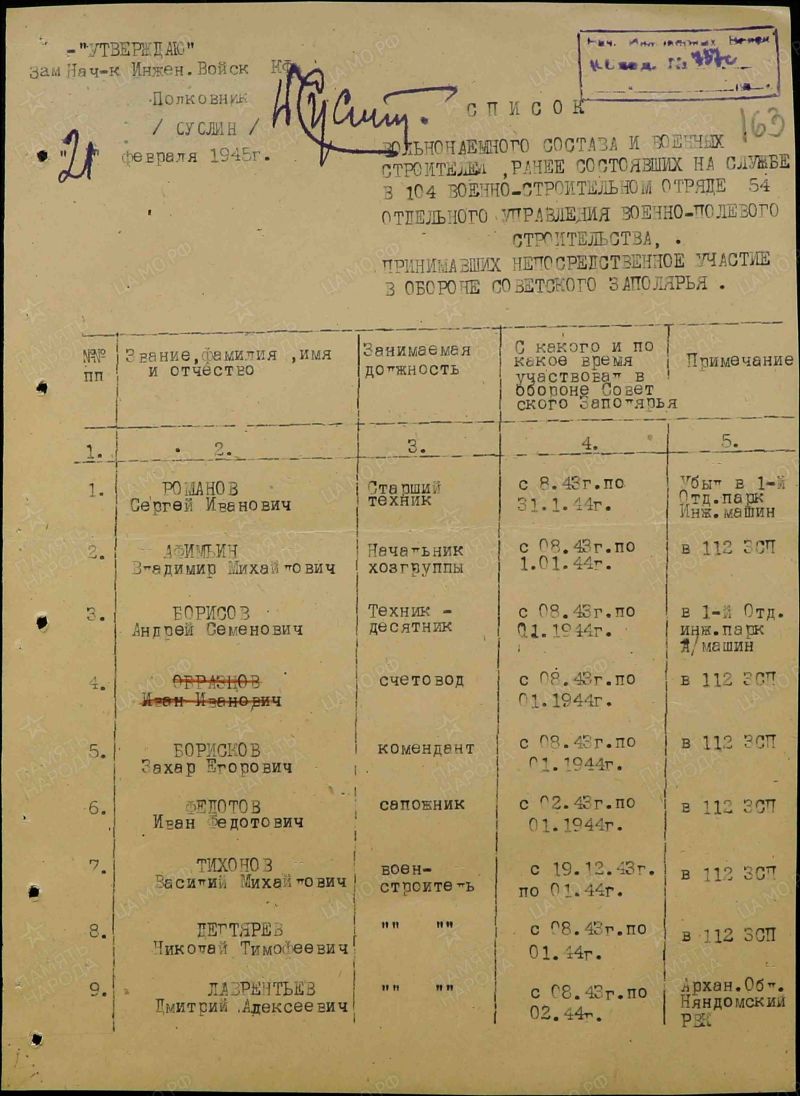 -"УТВЕРЖДАЮ"
Зам Нач-к Инжен. Войск КФ
Полковник
/ СУСЛИН /
"21" февраля 1945г.
163
СПИСОК
ВОЛЬНОНАЕМНОГО СОСТАВА И ВОЕННЫХ
СТРОИТЕЛЕЙ ,РАНЕЕ СОСТОЯВШИХ НА СЛУЖБЕ
В 104 ВОЕННО-СТРОИТЕЛЬНОМ ОТРЯДЕ 54
ОТДЕЛЬНОГО УПРАВЛЕНИЯ ВОЕННО-ПОЛЕВОГО
СТРОИТЕЛЬСТВА, .
ПРИНИМАВШИХ НЕПОСРЕДСТВЕННОЕ УЧАСТИЕ
В ОБОРОНЕ СОВЕТСКОГО ЗАПОЛЯРЬЯ .
№№ пп
Звание,фамилия ,имя
и отчество
Занимаемая
должность
С какого и по
какое время
участвовал в
обороне Совет
ского Заполярья
Примечание
1. 2. 3. 4. 5.
1. РОМАНОВ Сергей Иванович
Старший техник
с 8.43г.по 31.1.44г.
Убыл в 1-й Отд.парк Инж.машин
2. АФИМЬИН Владимир Михайлович
Начальник хозгруппы
с 08.43г.по 1.01.44г.
в 112 ЗСП
3. БОРИСОВ Андрей Семенович
Техник - десятник
с 08.43г.по 01.1944г.
в 1-й Отд. инж.парк /машин
4. ОБРАЗЦОВ Иван Иванович
счетовод
с 08.43г.по 01.1944г.
в 112 ЗСП
5. БОРИСКОВ Захар Егорович
комендант
с 08.43г.по 01.1944г.
в 112 ЗСП
6. ФЕДОТОВ Иван Федотович
сапожник
с 02.43г.по 01.1944г.
в 112 ЗСП
7. ТИХОНОВ Василий Михайлович
воен- строитель
с 19.12.43г. по 01.44г.
в 112 ЗСП
8. ДЕГТЯРЕВ Николай Тимофеевич
"" ""
с 08.43г.по 01.44г.
в 112 ЗСП
9. ЛАВРЕНТЬЕВ Дмитрий Алексеевич
"" ""
с 08.43г.по 02.44г.
Архан.Обл. Няндомский РВК